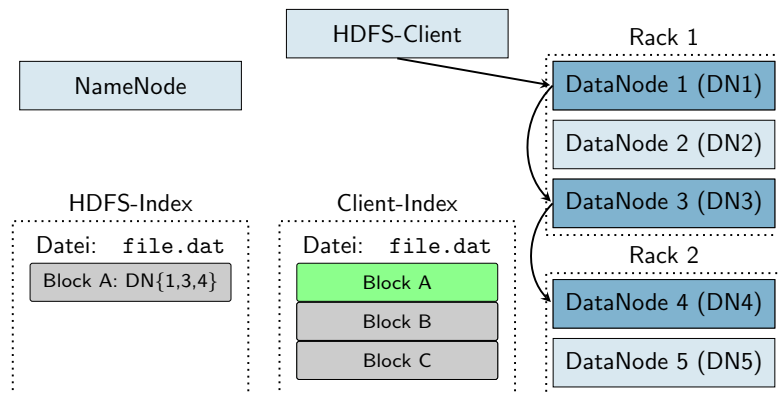 HDFS-Client
NameNode
Rack 1
DataNode 1 (DN1)
DataNode 2 (DN2)
DataNode 3 (DN3)
HDFS-Index
Datei: file.dat
Block A: DN{1,3,4}
Client-Index
Datei: file.dat
Block A
Block B
Block C
Rack 2
DataNode 4 (DN4)
DataNode 5 (DN5)